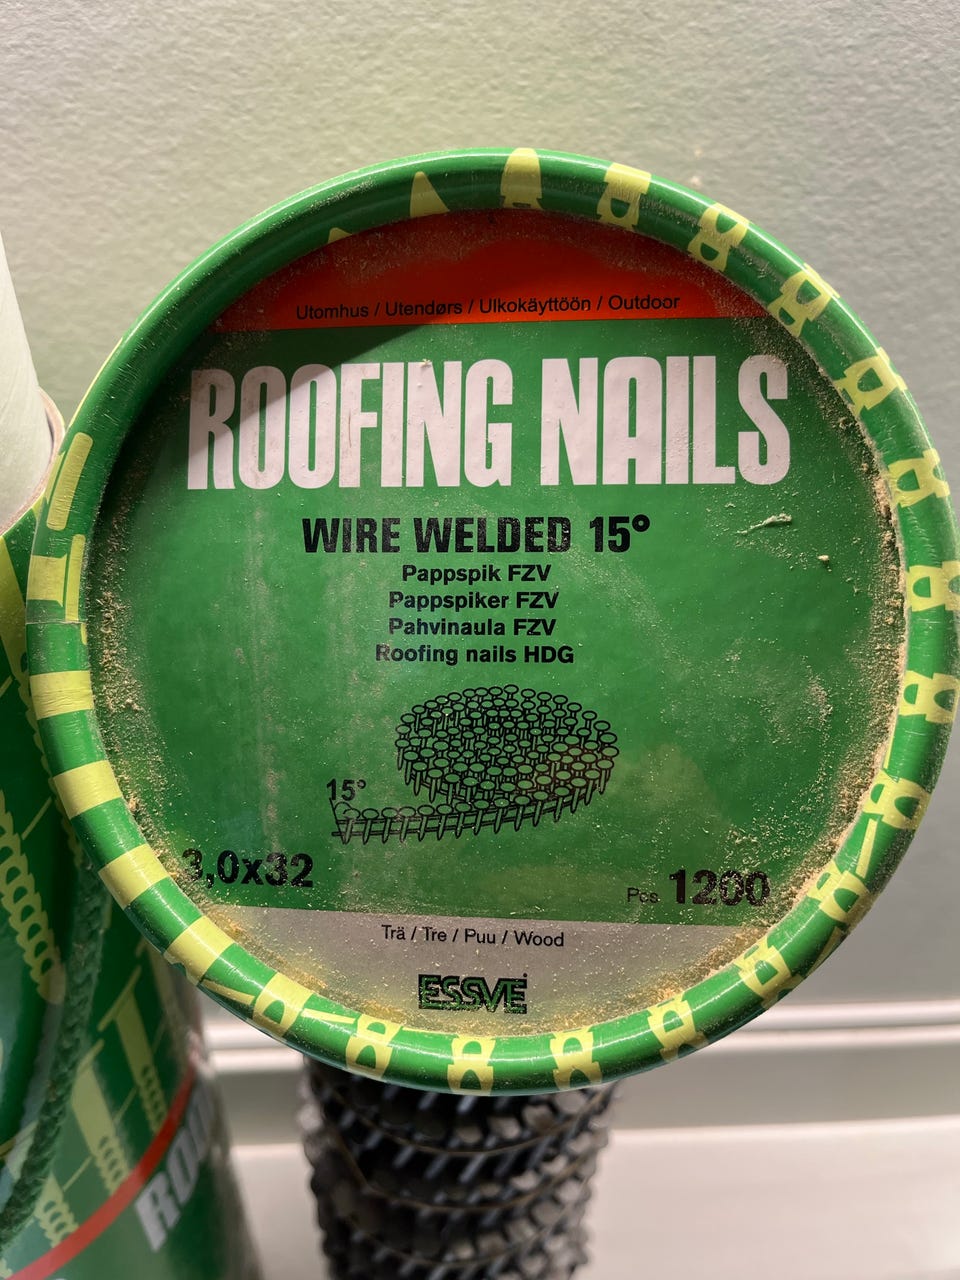 Utomhus / Utendørs / Ulkokäyttöön / Outdoor
ROOFING NAILS
WIRE WELDED 15°
Pappspik FZV
Pappspiker FZV
Pahvinaula FZV
Roofing nails HDG
15°
3,0x32
Pcs 1200
Trä / Tre / Puu / Wood
ESSVE